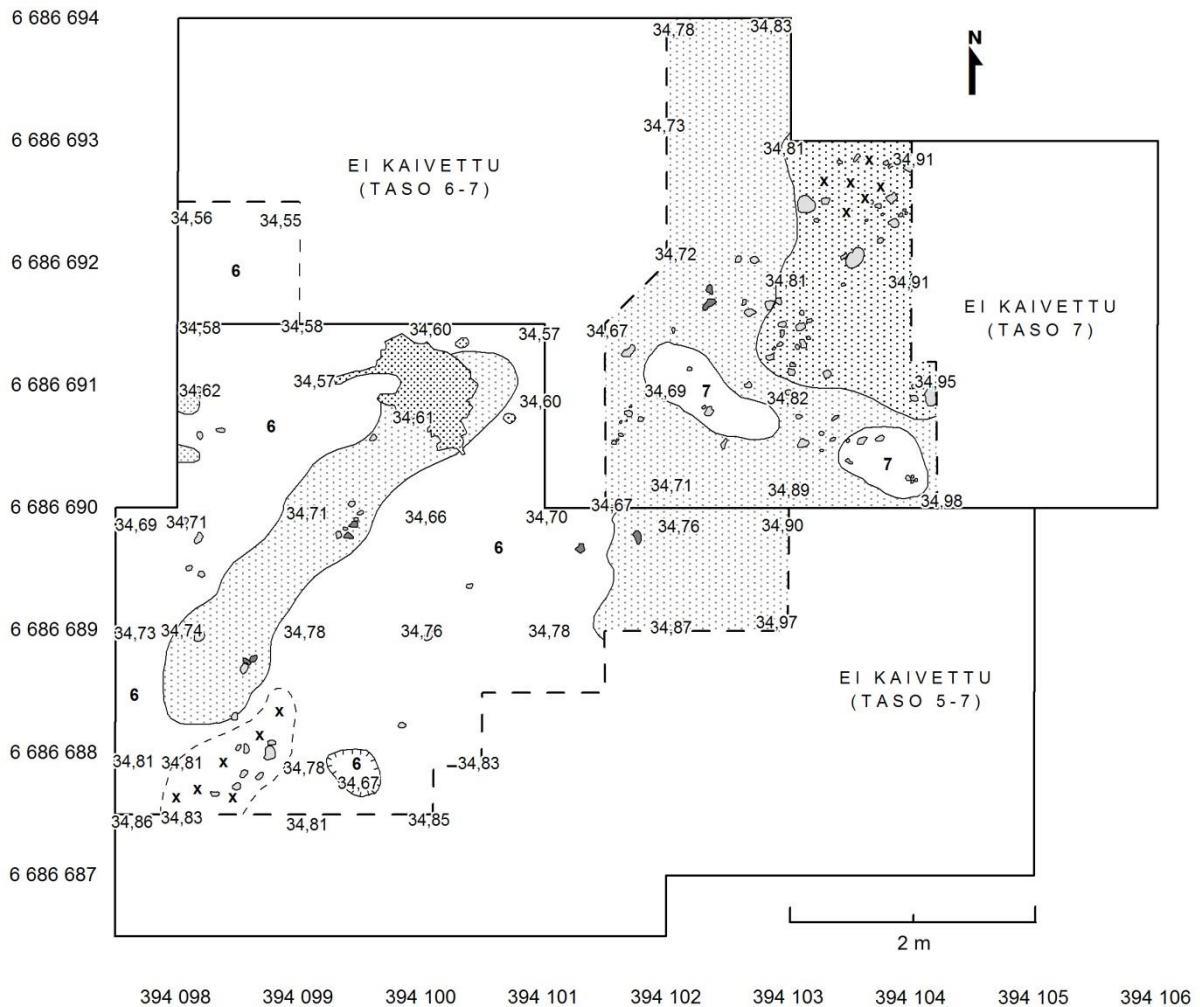 6 686 694
34,78 34,83
N
34,73
6 686 693
34,81 34,91
EI KAIVETTU
(TASO 6-7)
x x x x x x
34,56 34,55
34,72
6 686 692
6
34,81 34,91
EI KAIVETTU
(TASO 7)
34,58 34,58 34,60 34,57 34,67
6 686 691
34,62 34,57 34,69 7 34,82 34,95
34,61 34,60
6
7
34,71 34,89 34,98
6 686 690
34,67
34,69 34,71 34,71 34,66 34,70 34,76 34,90
6
6 686 689
34,73 34,74 34,78 34,76 34,78 34,87 34,97
6
EI KAIVETTU
(TASO 5-7)
x
x
6 686 688
34,81 34,81 x 34,78 6 34,83
34,67
x x x
34,86 34,83 34,81 34,85
6 686 687
2 m
394 098 394 099 394 100 394 101 394 102 394 103 394 104 394 105 394 106